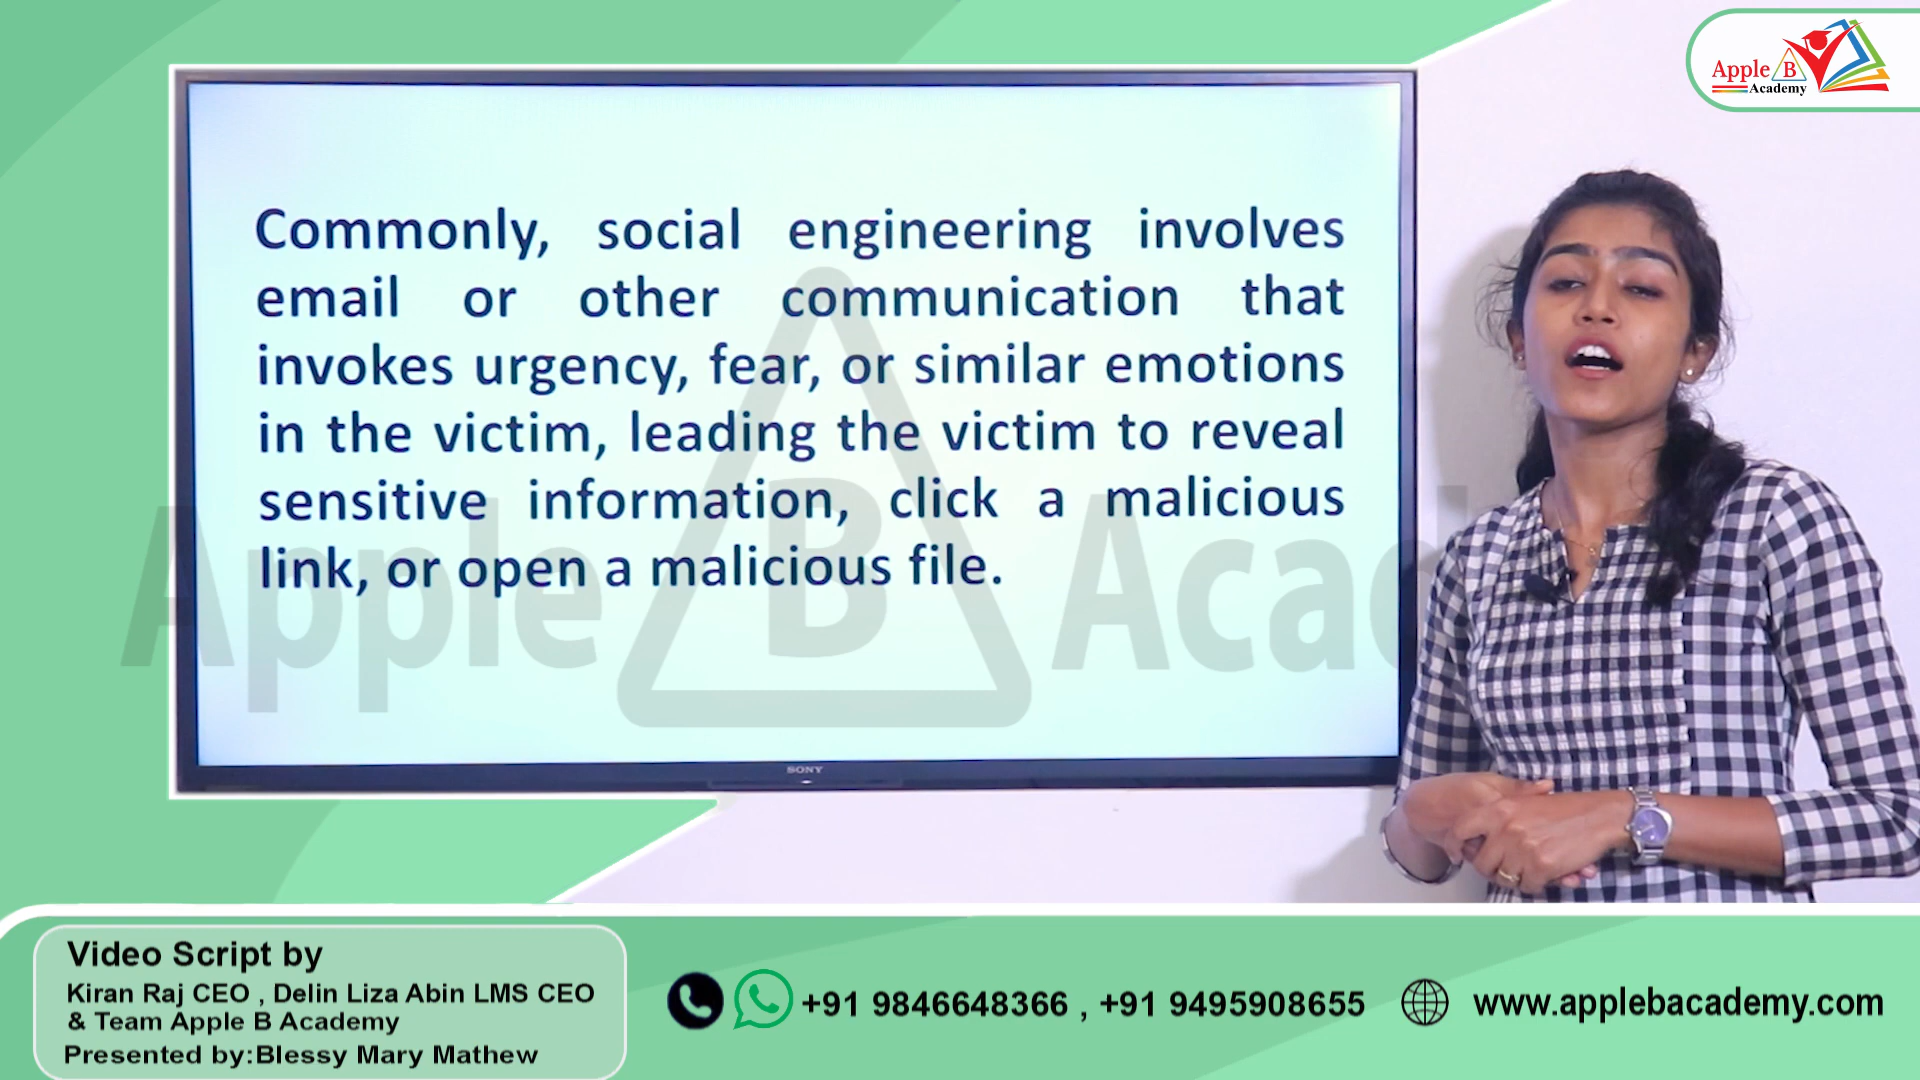 Apple B
Academy
Commonly, social engineering involves
email or other communication that
invokes urgency, fear, or similar emotions
in the victim, leading the victim to reveal
sensitive information, click a malicious
link, or open a malicious file.
Apple B Acad
SONY
Video Script by
Kiran Raj CEO , Delin Liza Abin LMS CEO
& Team Apple B Academy
Presented by:Blessy Mary Mathew
+91 9846648366 , +91 9495908655
www.applebacademy.com